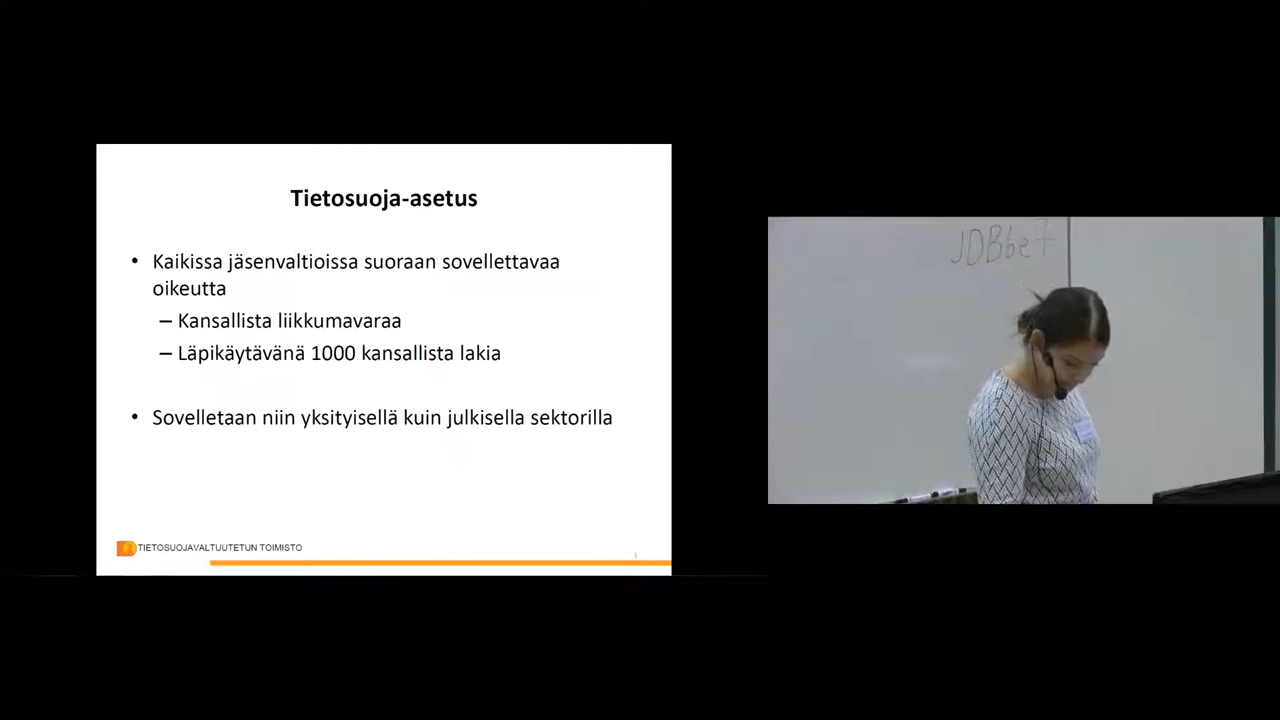 Tietosuoja-asetus
• Kaikissa jäsenvaltioissa suoraan sovellettavaa
oikeutta
– Kansallista liikkumavaraa
– Läpikäytävänä 1000 kansallista lakia
• Sovelletaan niin yksityisellä kuin julkisella sektorilla
TIETOSUOJAVALTUUTETUN TOIMISTO
JDBbe7